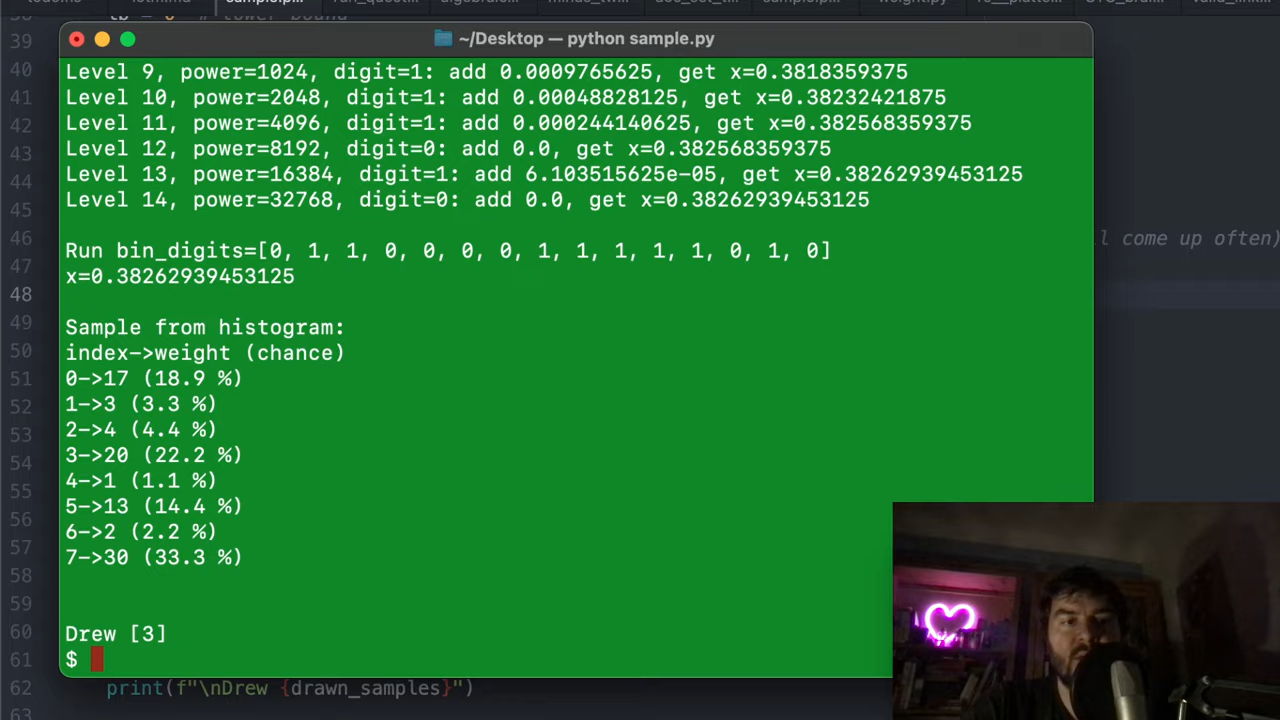 sample.p...
weight.py
39
~/Desktop — python sample.py
40
Level 9, power=1024, digit=1: add 0.0009765625, get x=0.3818359375
41
Level 10, power=2048, digit=1: add 0.00048828125, get x=0.38232421875
42
Level 11, power=4096, digit=1: add 0.000244140625, get x=0.382568359375
43
Level 12, power=8192, digit=0: add 0.0, get x=0.382568359375
44
Level 13, power=16384, digit=1: add 6.103515625e-05, get x=0.38262939453125
45
Level 14, power=32768, digit=0: add 0.0, get x=0.38262939453125
46
Run bin_digits=[0, 1, 1, 0, 0, 0, 0, 1, 1, 1, 1, 1, 0, 1, 0]
l come up often)
47
x=0.38262939453125
48
49
Sample from histogram:
50
index->weight (chance)
51
0->17 (18.9 %)
52
1->3 (3.3 %)
53
2->4 (4.4 %)
54
3->20 (22.2 %)
55
4->1 (1.1 %)
56
5->13 (14.4 %)
57
6->2 (2.2 %)
7->30 (33.3 %)
58
59
60
Drew [3]
61
$
62
print(f"\nDrew {drawn_samples}")
63